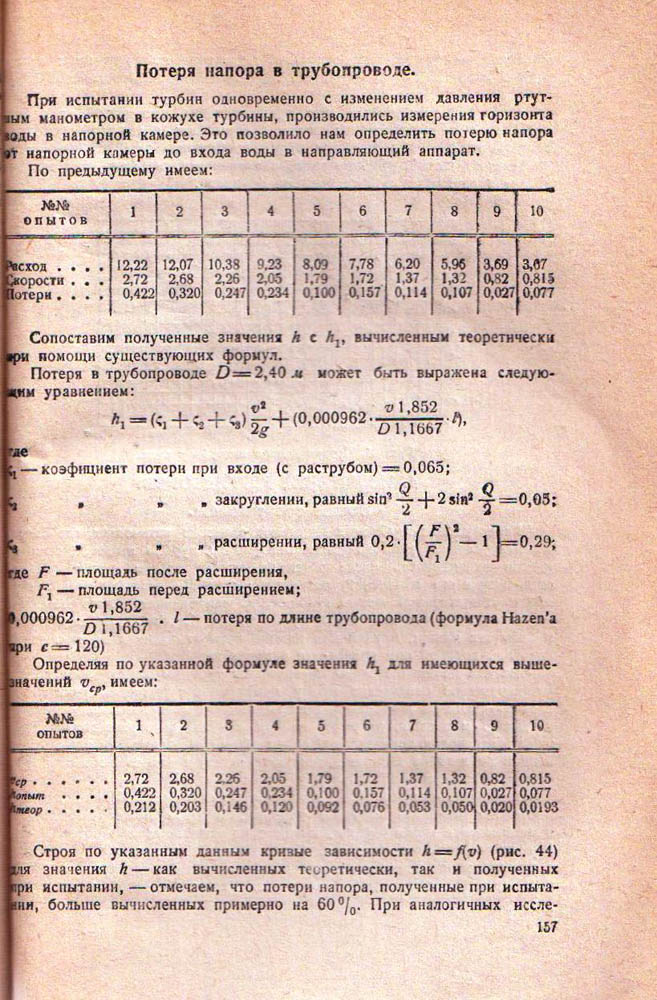 Потеря напора в трубопроводе.
При испытании турбин одновременно с изменением давления ртут-
ным манометром в кожухе турбины, производились измерения горизонта
воды в напорной камере. Это позволило нам определить потерю напора
от напорной камеры до входа воды в направляющий аппарат.
По предыдущему имеем:
№№ опытов 1 2 3 4 5 6 7 8 9 10
Расход . . . . 12,22 12,07 10,38 9,23 8,09 7,78 6,20 5,96 3,69 3,67
Скорости . . . 2,72 2,68 2,26 2,05 1,79 1,72 1,37 1,32 0,82 0,815
Потери . . . . 0,422 0,320 0,247 0,234 0,100 0,157 0,114 0,107 0,027 0,077
Сопоставим полученные значения h с h₁, вычисленным теоретически
при помощи существующих формул.
Потеря в трубопроводе D = 2,40 м может быть выражена следую-
щим уравнением:
h₁ = (ς₁ + ς₂ + ς₃) v²/2g + (0,000962 · v 1,852 / D 1,1667 · l),
где
ς₁ — коэфициент потери при входе (с раструбом) = 0,065;
ς₂ „ „ „ закруглении, равный sin² Q/2 + 2 sin² Q/2 = 0,05;
ς₃ „ „ „ расширении, равный 0,2 · [(F/F₁)² — 1] = 0,29;
где F — площадь после расширения,
F₁ — площадь перед расширением;
0,000962 · v 1,852 / D 1,1667 . l — потеря по длине трубопровода (формула Hazen'a
при c = 120)
Определяя по указанной формуле значения h₁ для имеющихся выше-
значений v ср, имеем:
№№ опытов 1 2 3 4 5 6 7 8 9 10
vср . . . . . . 2,72 2,68 2,26 2,05 1,79 1,72 1,37 1,32 0,82 0,815
hопыт . . . . 0,422 0,320 0,247 0,234 0,100 0,157 0,114 0,107 0,027 0,077
hтеор . . . . . 0,212 0,203 0,146 0,120 0,092 0,076 0,053 0,050 0,020 0,0193
Строя по указанным данным кривые зависимости h = f(v) (рис. 44)
для значения h — как вычисленных теоретически, так и полученных
при испытании, — отмечаем, что потери напора, полученные при испыта-
нии, больше вычисленных примерно на 60 %. При аналогичных иссле-
157